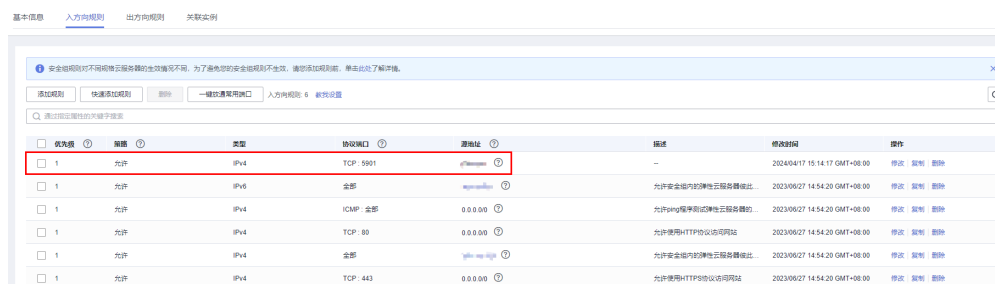 基本信息 入方向规则 出方向规则 关联实例
安全组规则对不同规格云服务器的生效情况不同，为了避免您的安全组规则不生效，请您添加规则前，单击此处了解详情。
添加规则 快速添加规则 删除 一键放通常用端口 入方向规则: 6 教我设置
通过指定属性的关键字搜索
优先级 策略 类型 协议端口 源地址 描述 修改时间 操作
1 允许 IPv4 TCP : 5901 -- 2024/04/17 15:14:17 GMT+08:00 修改 复制 删除
1 允许 IPv6 全部 允许安全组内的弹性云服务器彼此... 2023/06/27 14:54:20 GMT+08:00 修改 复制 删除
1 允许 IPv4 ICMP : 全部 0.0.0.0/0 允许ping程序测试弹性云服务器的... 2023/06/27 14:54:20 GMT+08:00 修改 复制 删除
1 允许 IPv4 TCP : 80 0.0.0.0/0 允许使用HTTP协议访问网站 2023/06/27 14:54:20 GMT+08:00 修改 复制 删除
1 允许 IPv4 全部 允许安全组内的弹性云服务器彼此... 2023/06/27 14:54:20 GMT+08:00 修改 复制 删除
1 允许 IPv4 TCP : 443 0.0.0.0/0 允许使用HTTPS协议访问网站 2023/06/27 14:54:20 GMT+08:00 修改 复制 删除